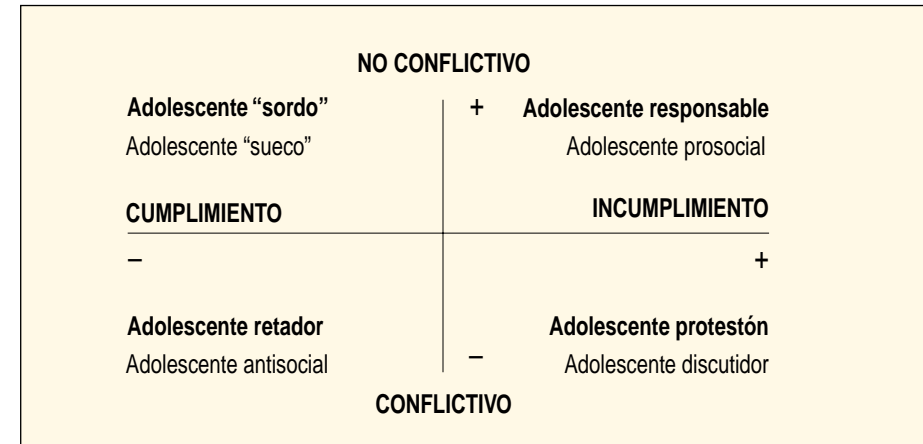 NO CONFLICTIVO
Adolescente “sordo” + Adolescente responsable
Adolescente “sueco” Adolescente prosocial
CUMPLIMIENTO INCUMPLIMIENTO
– +
Adolescente retador Adolescente protestón
Adolescente antisocial – Adolescente discutidor
CONFLICTIVO